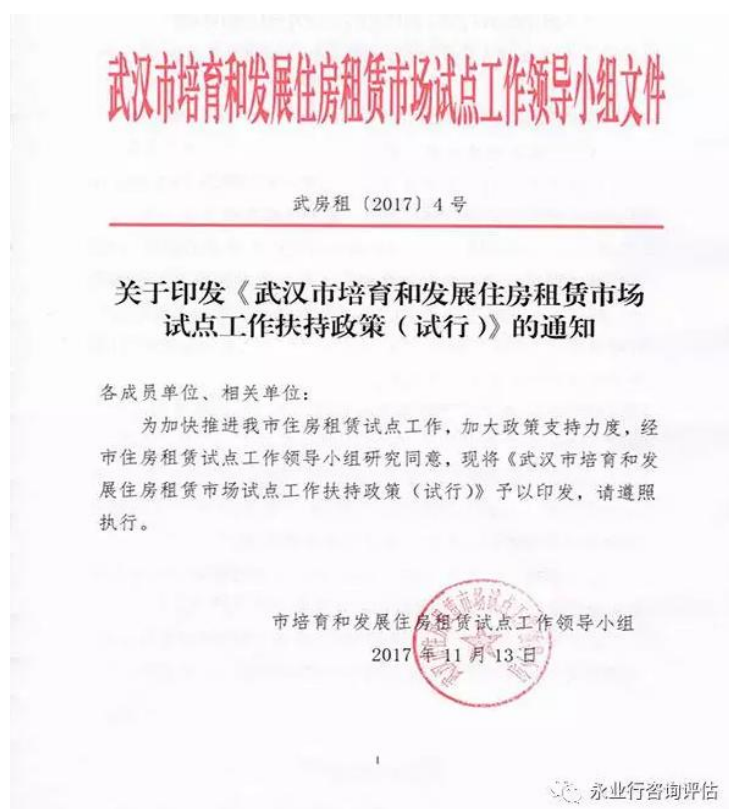 武汉市培育和发展住房租赁市场试点工作领导小组文件
武房租〔2017〕4号
关于印发《武汉市培育和发展住房租赁市场
试点工作扶持政策(试行)》的通知
各成员单位、相关单位：
为加快推进我市住房租赁试点工作，加大政策支持力度，经
市住房租赁试点工作领导小组研究同意，现将《武汉市培育和发
展住房租赁市场试点工作扶持政策（试行）》予以印发，请遵照
执行。
市培育和发展住房租赁试点工作领导小组
2017年11月13日
1
永业行咨询评估